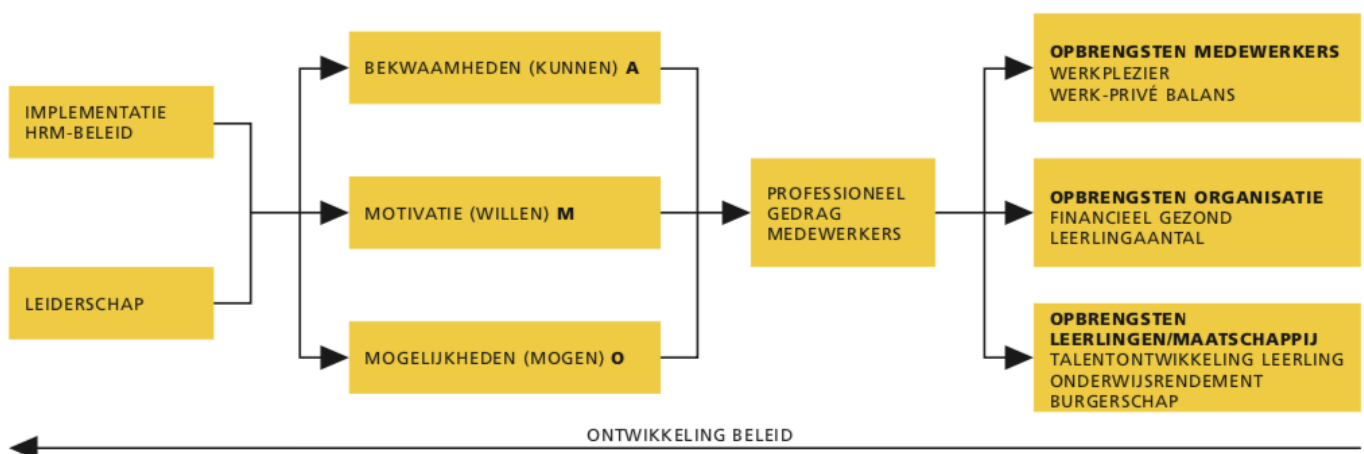 IMPLEMENTATIE
HRM-BELEID
LEIDERSCHAP
BEKWAAMHEDEN (KUNNEN) A
MOTIVATIE (WILLEN) M
MOGELIJKHEDEN (MOGEN) O
PROFESSIONEEL
GEDRAG
MEDEWERKERS
OPBRENGSTEN MEDEWERKERS
WERKPLEZIER
WERK-PRIVÉ BALANS
OPBRENGSTEN ORGANISATIE
FINANCIEEL GEZOND
LEERLINGAANTAL
OPBRENGSTEN
LEERLINGEN/MAATSCHAPPIJ
TALENTONTWIKKELING LEERLING
ONDERWIJSRENDEMENT
BURGERSCHAP
ONTWIKKELING BELEID